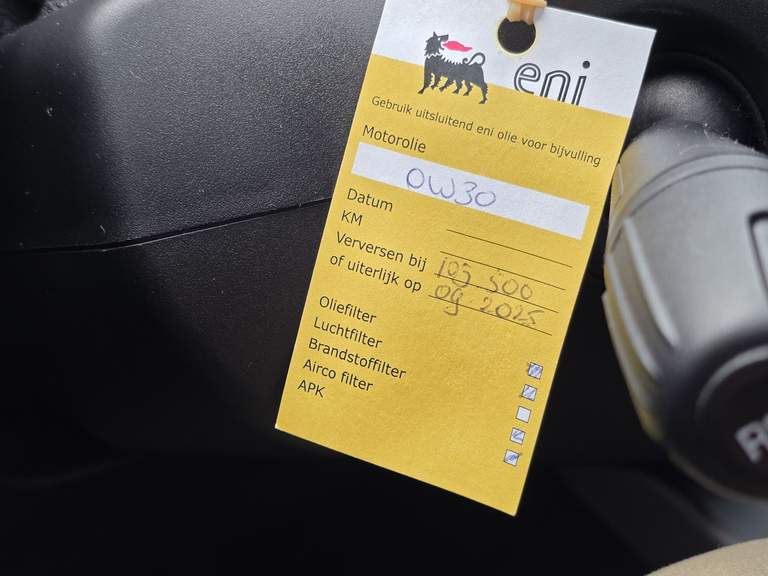 eni
Gebruik uitsluitend eni olie voor bijvulling
Motorolie
0W30
Datum
KM
Verversen bij 105 500
of uiterlijk op 09-2025
Oliefilter
Luchtfilter
Brandstoffilter
Airco filter
APK